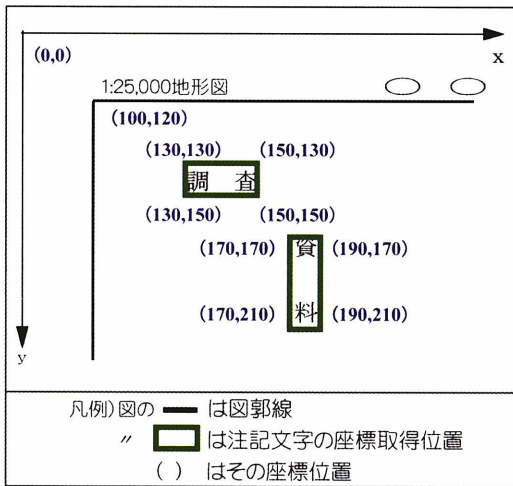 x
(0,0)
1:25,000地形図
(100,120)
(130,130) (150,130)
調 査
(130,150) (150,150)
(170,170) 資 (190,170)
(170,210) 料 (190,210)
y
凡例)図の ━ は図郭線
〃 は注記文字の座標取得位置
( ) はその座標位置